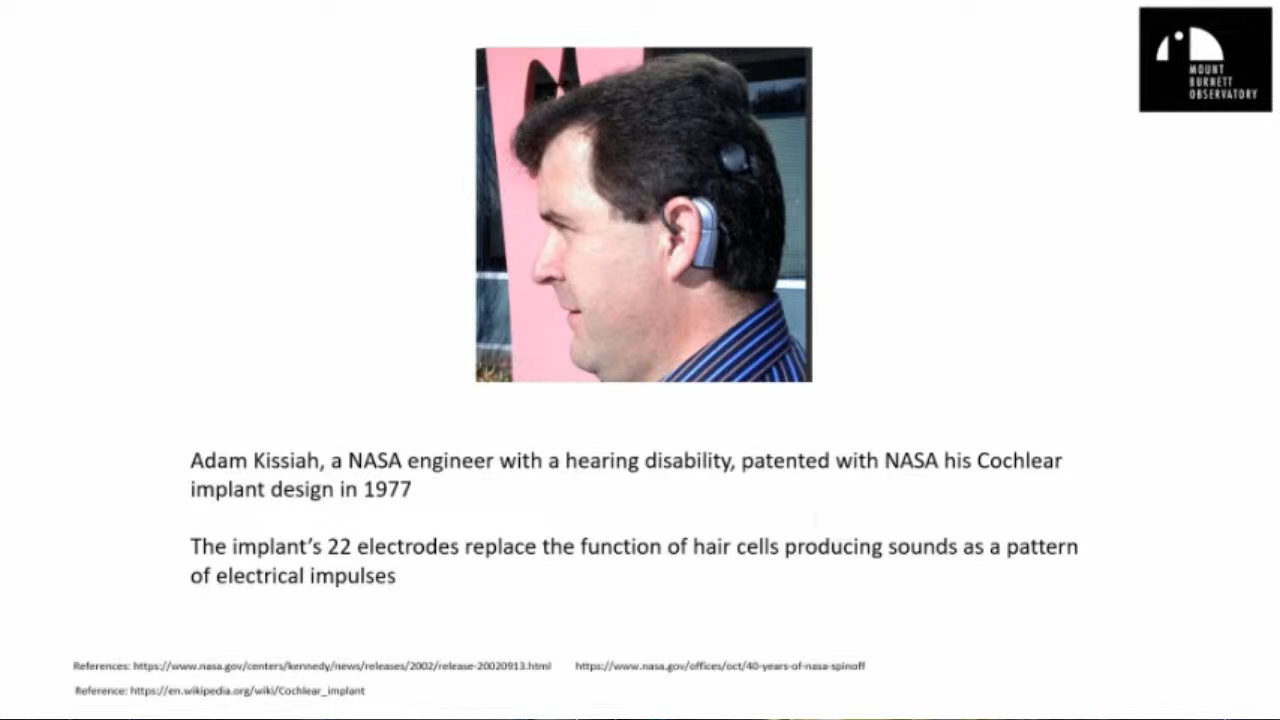 MOUNT
BURNETT
OBSERVATORY
Adam Kissiah, a NASA engineer with a hearing disability, patented with NASA his Cochlear
implant design in 1977
The implant’s 22 electrodes replace the function of hair cells producing sounds as a pattern
of electrical impulses
References: https://www.nasa.gov/centers/kennedy/news/releases/2002/release-20020913.html https://www.nasa.gov/offices/oct/40-years-of-nasa-spinoff
Reference: https://en.wikipedia.org/wiki/Cochlear_implant